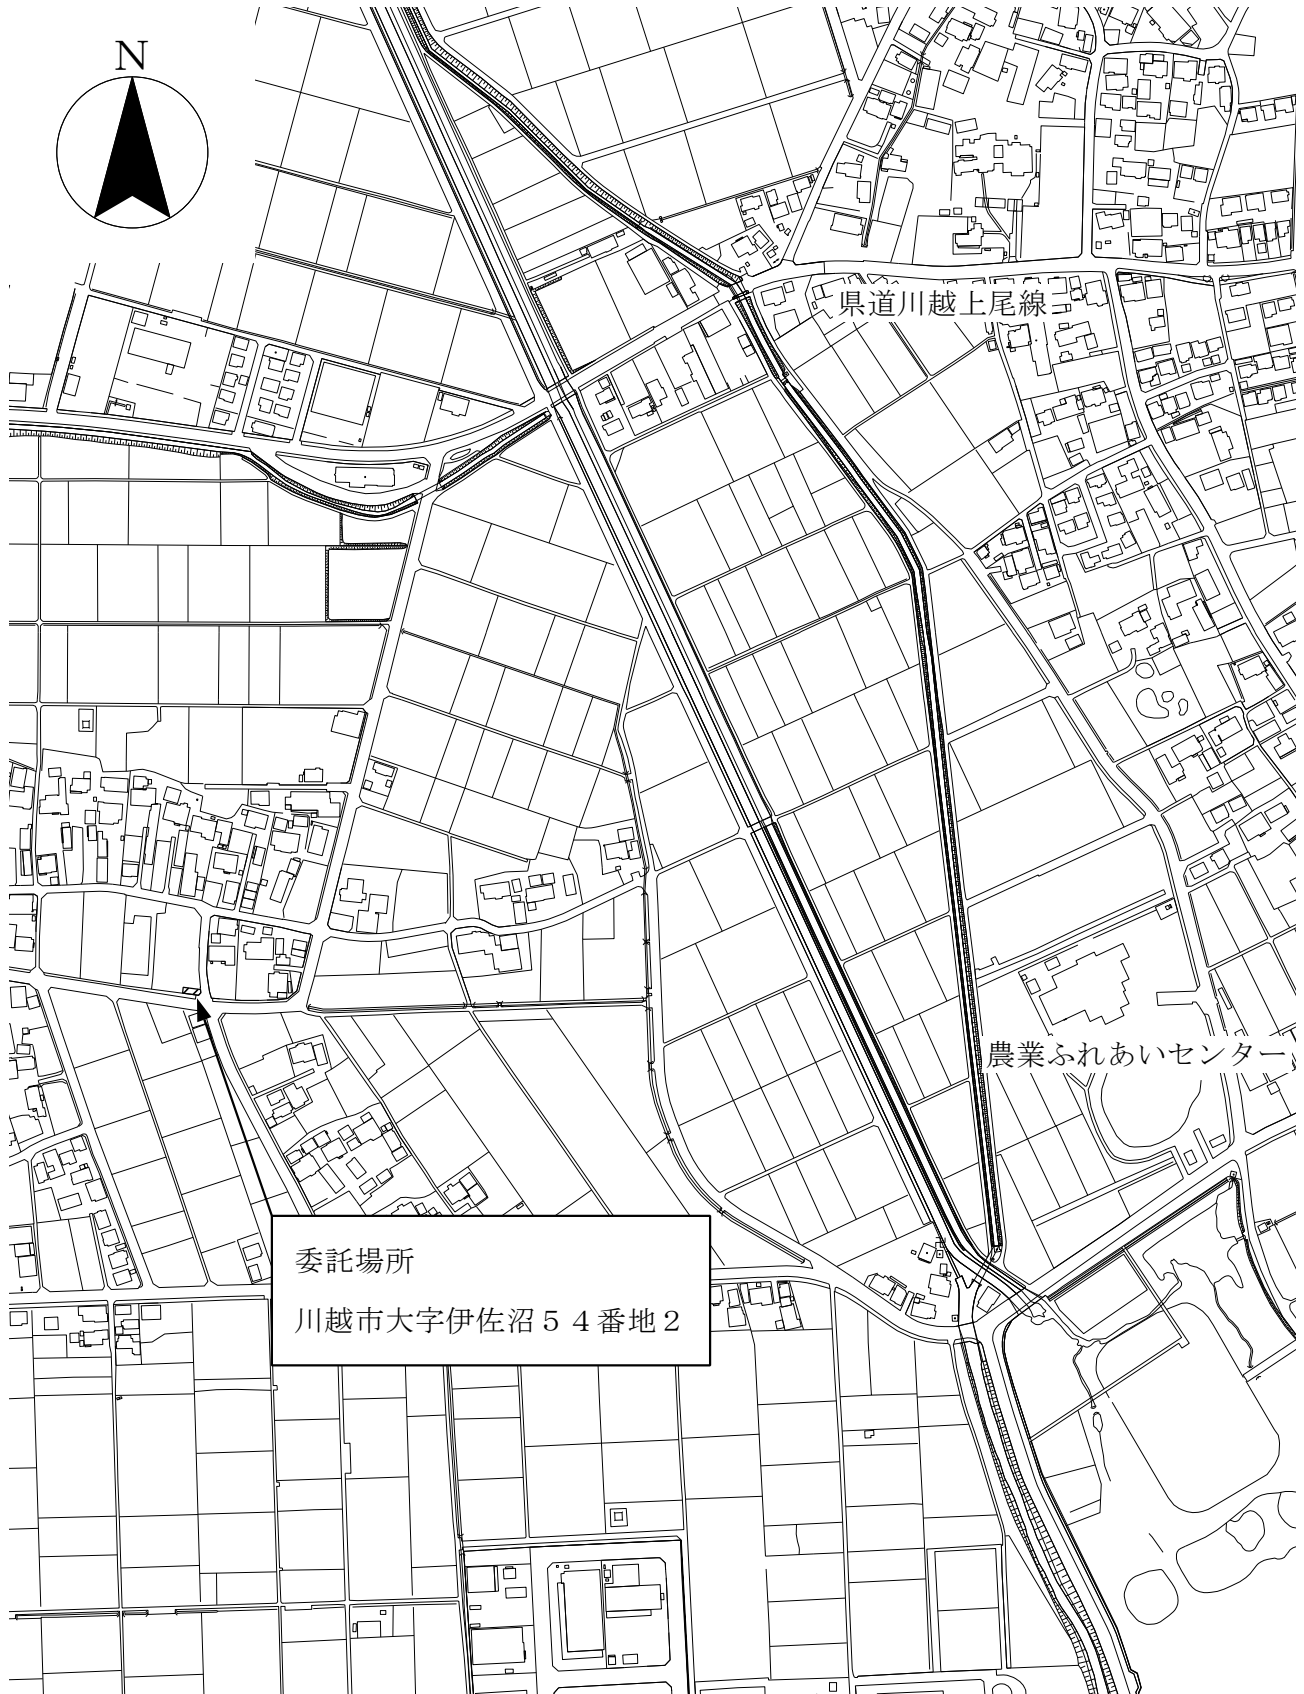 N
県道川越上尾線
農業ふれあいセンター
委託場所
川越市大字伊佐沼５４番地２